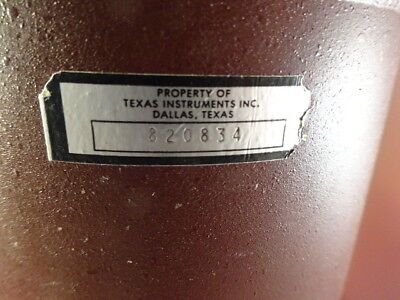 PROPERTY OF
TEXAS INSTRUMENTS INC.
DALLAS, TEXAS
820834